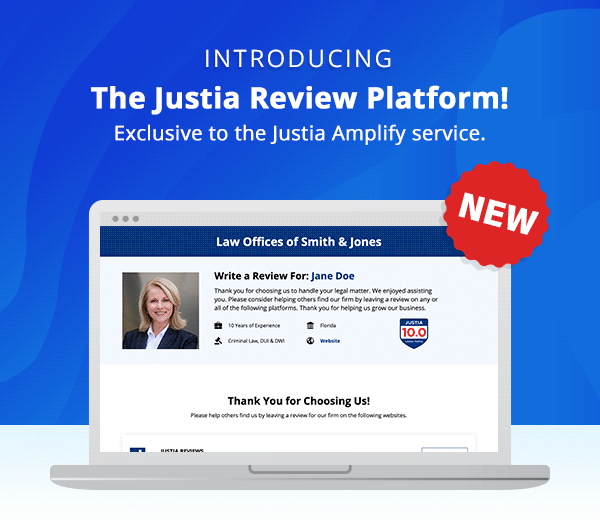 INTRODUCING
The Justia Review Platform!
Exclusive to the Justia Amplify service.
NEW
Law Offices of Smith & Jones
Write a Review For: Jane Doe
Thank you for choosing us to handle your legal matter. We enjoyed assisting
you. Please consider helping others find our firm by leaving a review on any or
all of the following platforms. Thank you for helping us grow our business.
10 Years of Experience
Florida
Criminal Law, DUI & DWI
Website
JUSTIA
10.0
Thank You for Choosing Us!
Please help others find us by leaving a review for our firm on the following websites.
JUSTIA REVIEWS